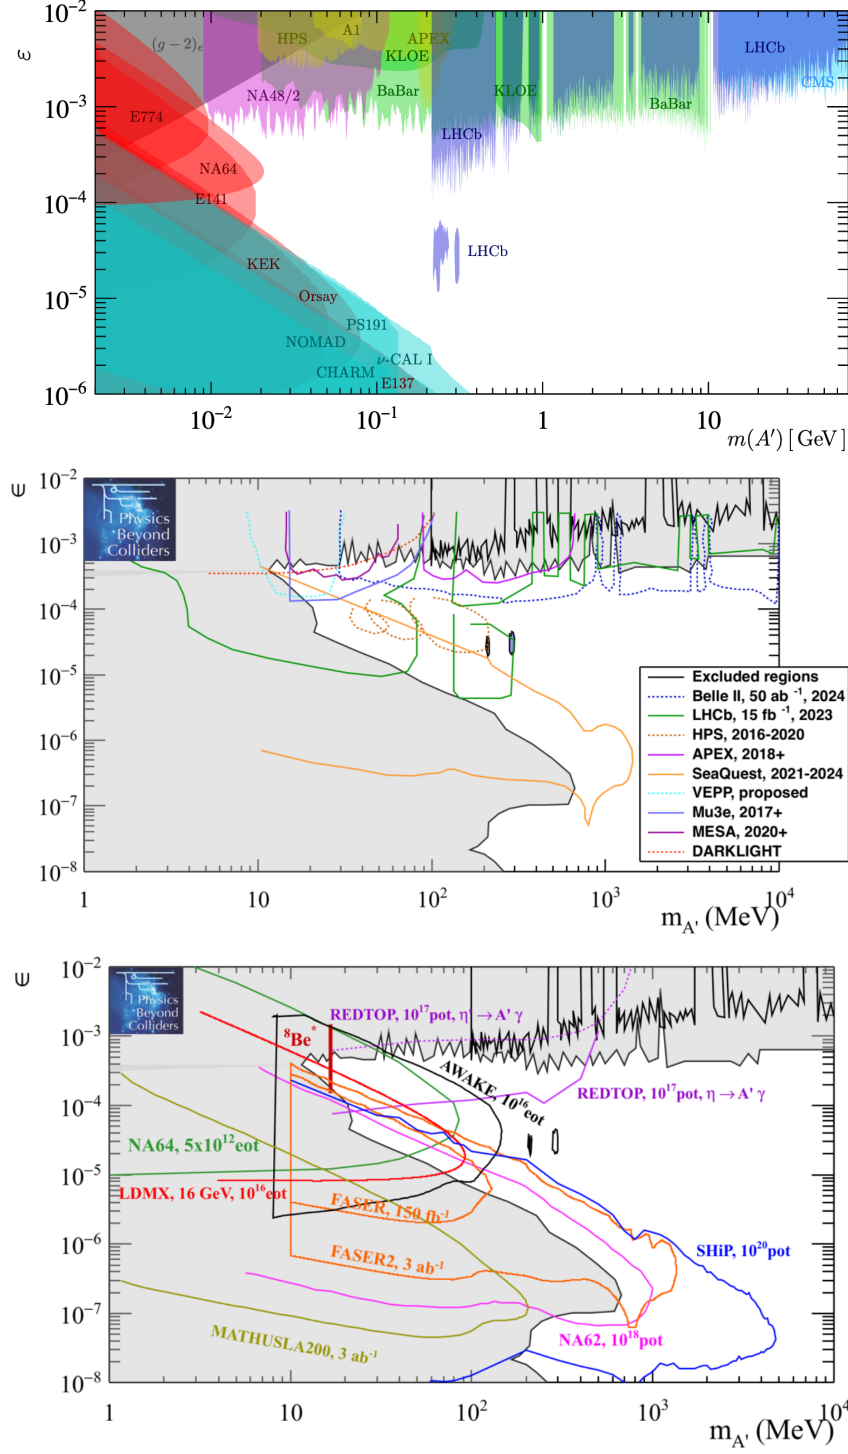 10⁻²
ε
10⁻³
10⁻⁴
10⁻⁵
10⁻⁶
(g − 2)ₑ
HPS
A1
APEX
KLOE
NA48/2
BaBar
KLOE
LHCb
BaBar
LHCb
CMS
E774
NA64
E141
LHCb
KEK
Orsay
PS191
NOMAD
ν-CAL I
CHARM
E137
10⁻²
10⁻¹
1
10
m(A′) [ GeV ]
10⁻²
ϵ
10⁻³
10⁻⁴
10⁻⁵
10⁻⁶
10⁻⁷
10⁻⁸
Physics
Beyond
Colliders
Excluded regions
Belle II, 50 ab ⁻¹, 2024
LHCb, 15 fb ⁻¹, 2023
HPS, 2016-2020
APEX, 2018+
SeaQuest, 2021-2024
VEPP, proposed
Mu3e, 2017+
MESA, 2020+
DARKLIGHT
1
10
10²
10³
10⁴
m_A' (MeV)
10⁻²
ϵ
10⁻³
10⁻⁴
10⁻⁵
10⁻⁶
10⁻⁷
10⁻⁸
Physics
Beyond
Colliders
REDTOP, 10¹⁷pot, η' → A' γ
⁸Be*
AWAKE, 10¹⁶eot
REDTOP, 10¹⁷pot, η → A' γ
NA64, 5x10¹²eot
LDMX, 16 GeV, 10¹⁶eot
FASER, 150 fb⁻¹
FASER2, 3 ab⁻¹
SHiP, 10²⁰pot
MATHUSLA200, 3 ab⁻¹
NA62, 10¹⁸pot
1
10
10²
10³
10⁴
m_A' (MeV)